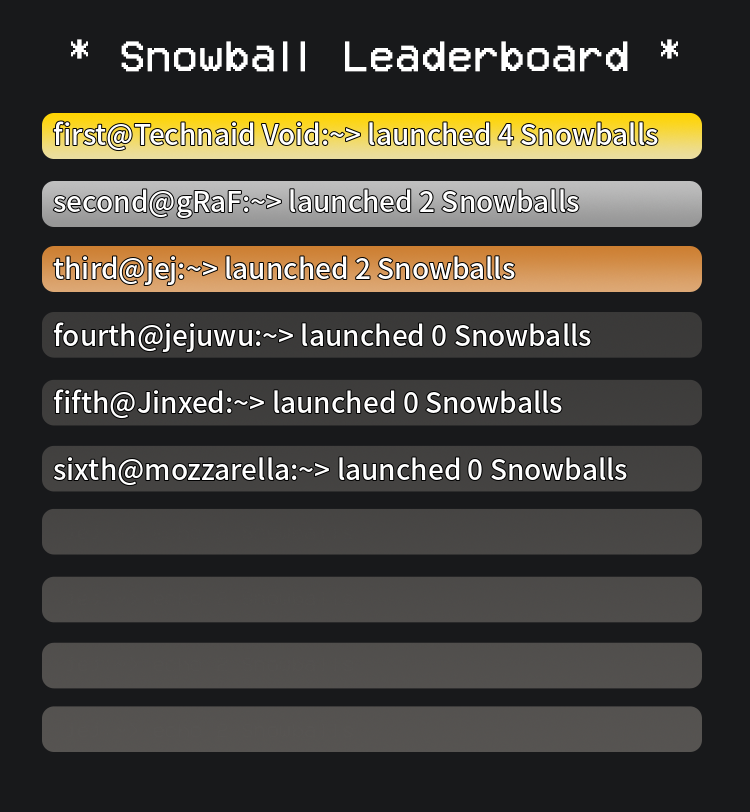 * Snowball Leaderboard *
first@Technaid Void:~> launched 4 Snowballs
second@gRaF:~> launched 2 Snowballs
third@jej:~> launched 2 Snowballs
fourth@jejuwu:~> launched 0 Snowballs
fifth@Jinxed:~> launched 0 Snowballs
sixth@mozzarella:~> launched 0 Snowballs